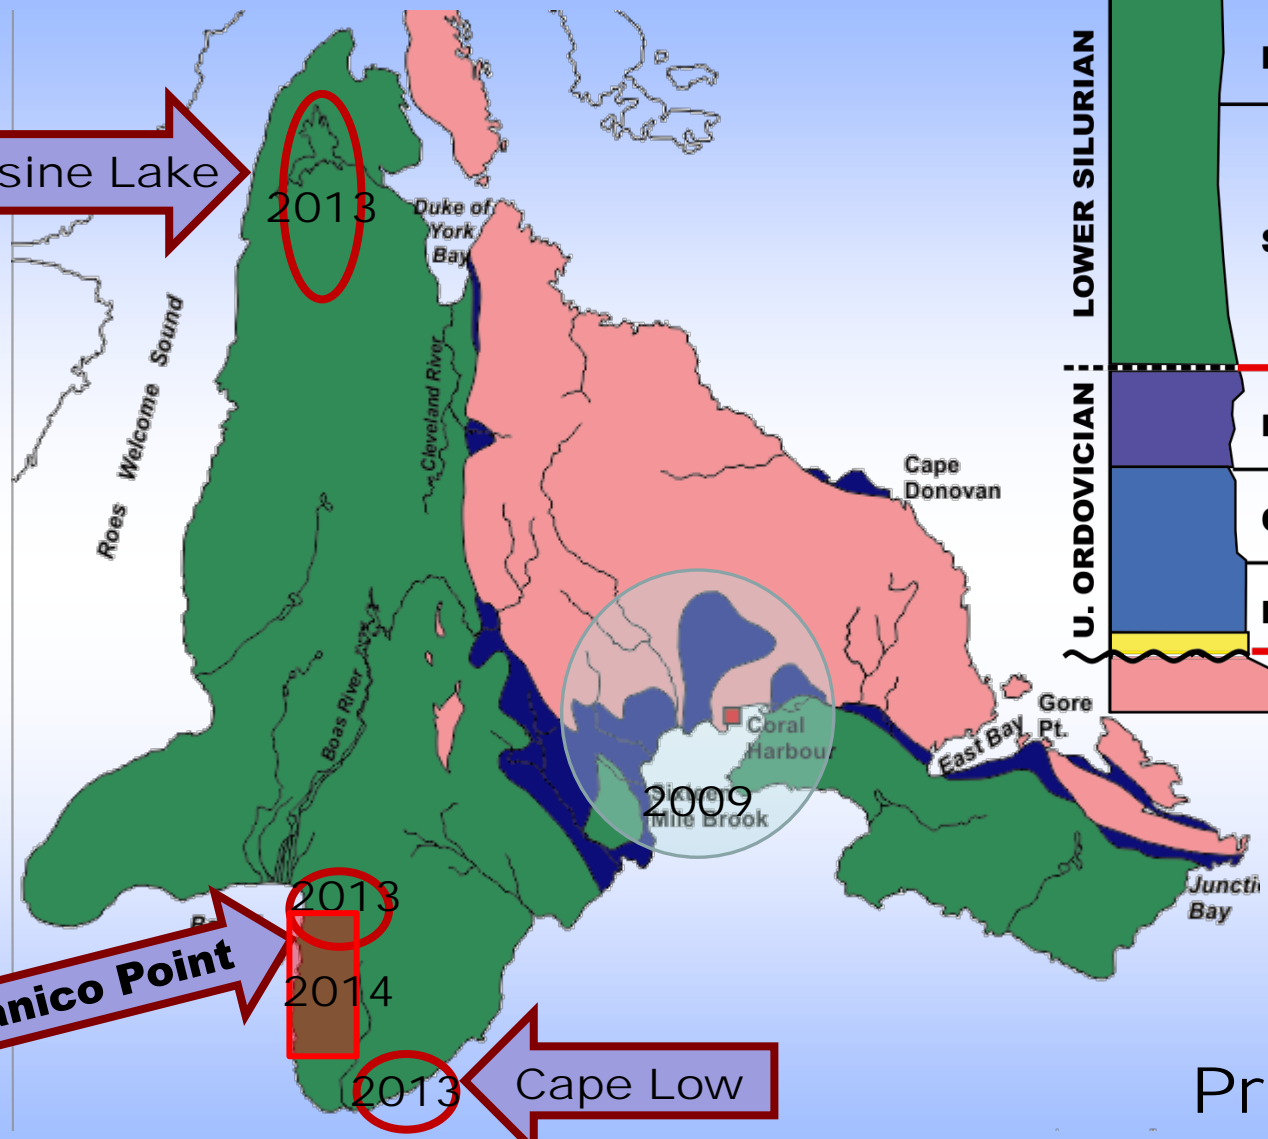 sine Lake
2013
Duke of
York
Bay
Roes Welcome Sound
Cleveland River
Cape
Donovan
LOWER SILURIAN
U. ORDOVICIAN
Boas River
Coral
Harbour
2009
Mile Brook
Gore
Pt.
East Bay
Juncti
Bay
2013
nico Point
2014
2013
Cape Low
Pr